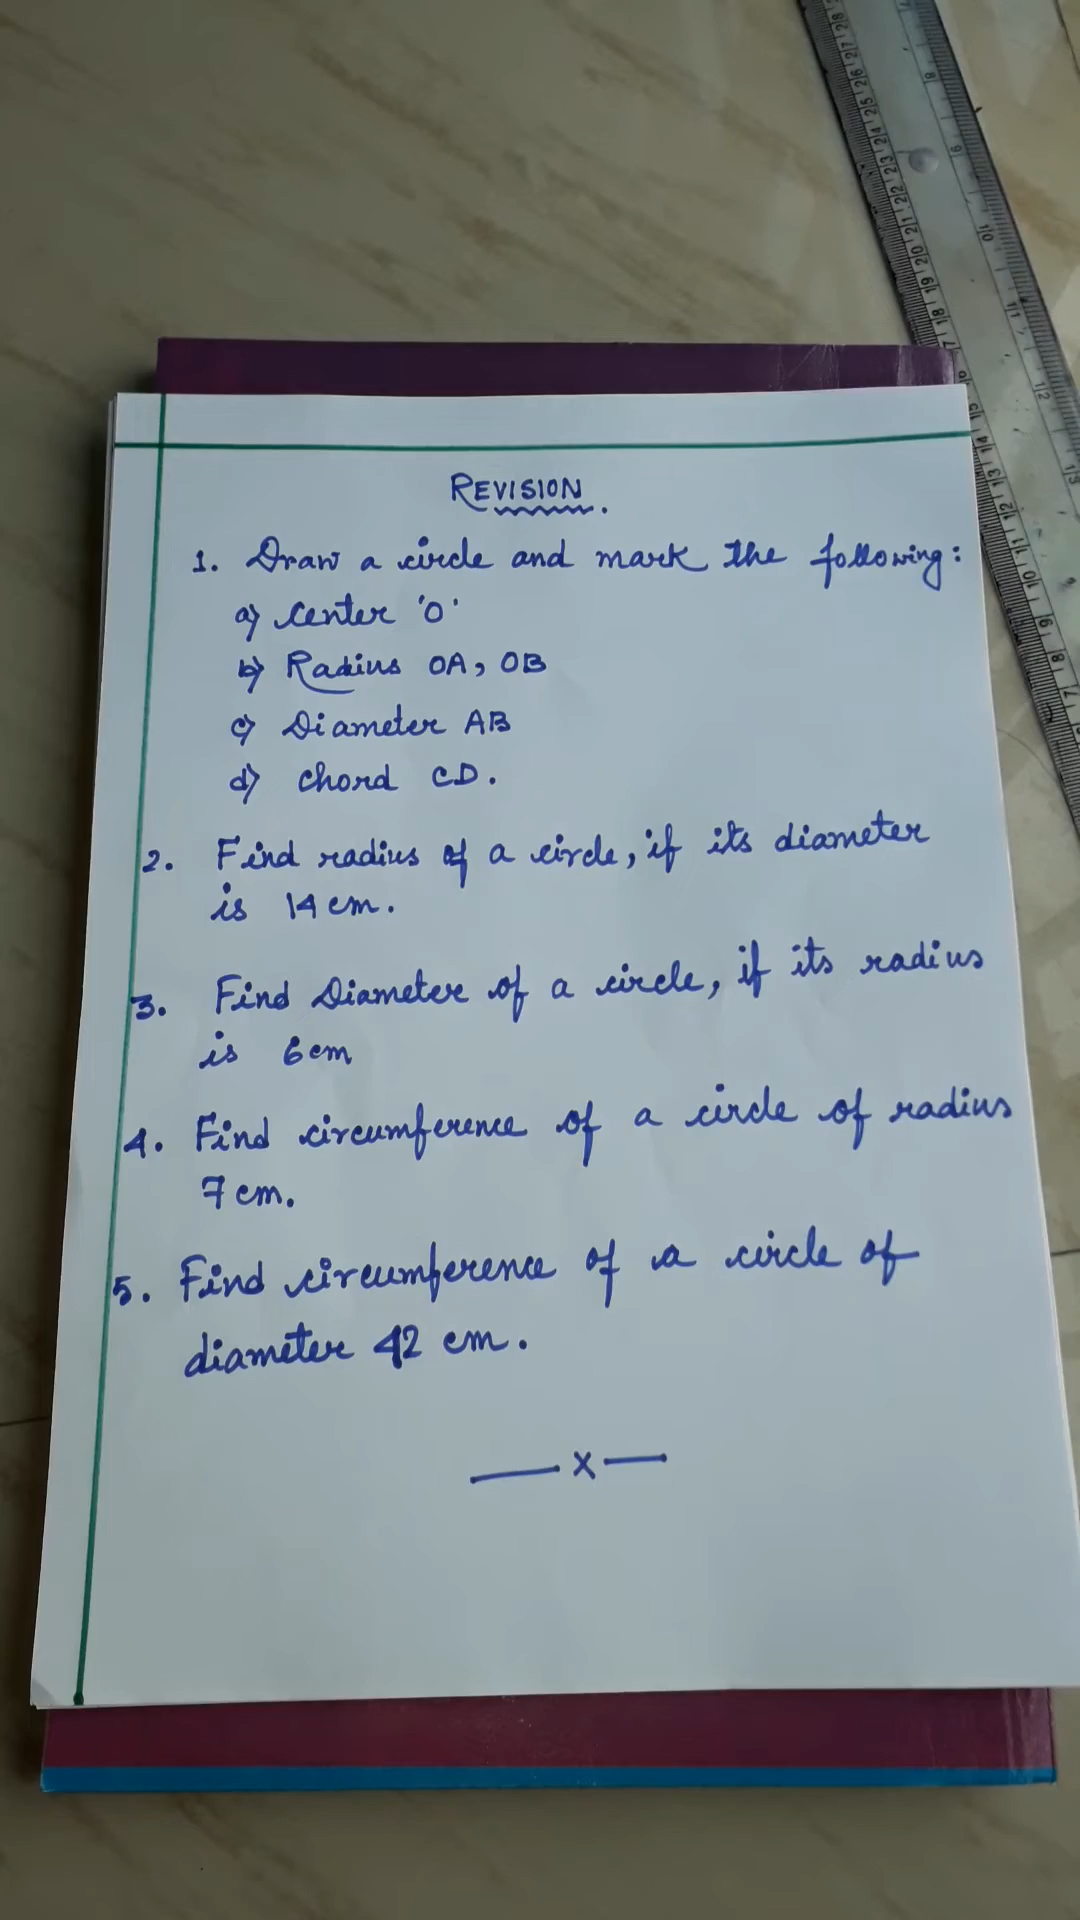 REVISION.
1. Draw a circle and mark the following:
a) Center 'O'
b) Radius OA, OB
c) Diameter AB
d) Chord CD.
2. Find radius of a circle, if its diameter
is 14 cm.
3. Find Diameter of a circle, if its radius
is 6 cm
4. Find circumference of a circle of radius
7 cm.
5. Find circumference of a circle of
diameter 42 cm.
— x —